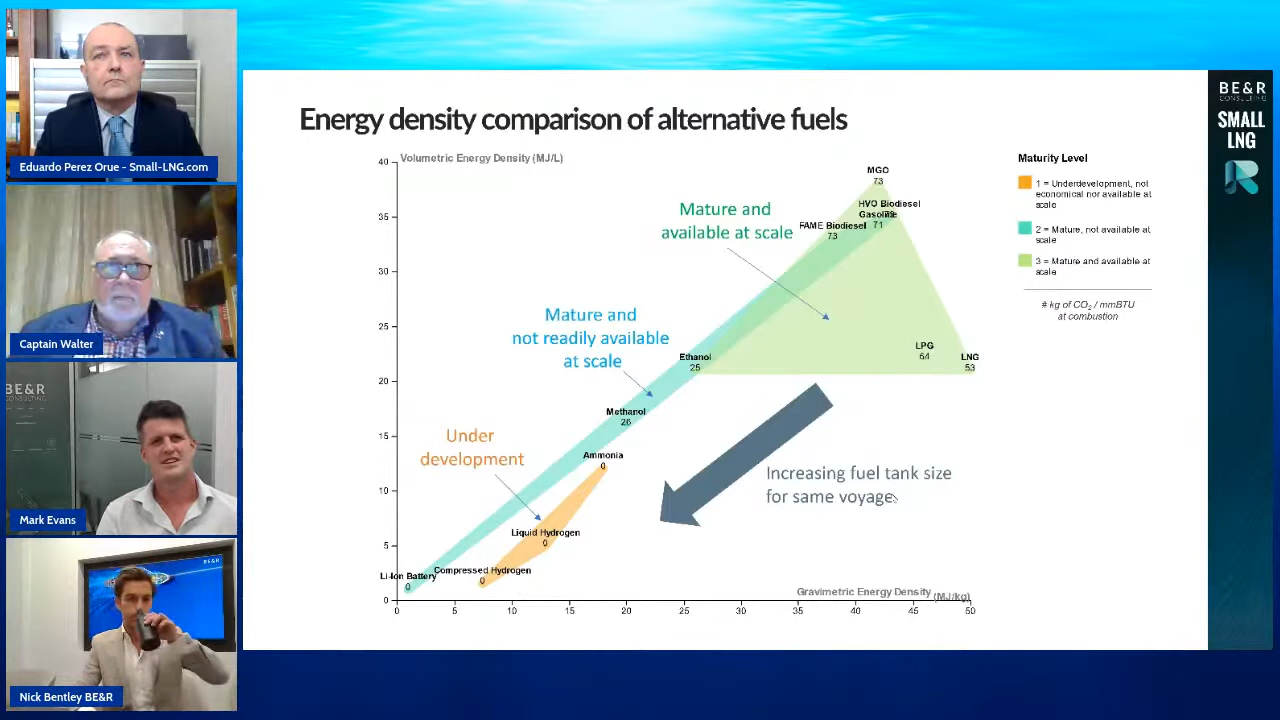 Eduardo Perez Orue - Small-LNG.com
BE&R
CONSULTING
Captain Walter
Mark Evans
BE&R
Nick Bentley BE&R
Energy density comparison of alternative fuels
Volumetric Energy Density (MJ/L)
40
35
30
25
20
15
10
5
0
0
5
10
15
20
25
30
35
40
45
50
Gravimetric Energy Density (MJ/kg)
MGO
73
HVO Biodiesel
Gasoline
71
FAME Biodiesel
73
Mature and
available at scale
Mature and
not readily available
at scale
Ethanol
25
LPG
64
LNG
53
Methanol
26
Under
development
Ammonia
0
Liquid Hydrogen
0
Compressed Hydrogen
0
Li-Ion Battery
0
Increasing fuel tank size
for same voyage
Maturity Level
1 = Underdevelopment, not
economical nor available at
scale
2 = Mature, not available at
scale
3 = Mature and available at
scale
# kg of CO₂ / mmBTU
at combustion
BE&R
CONSULTING
SMALL
LNG